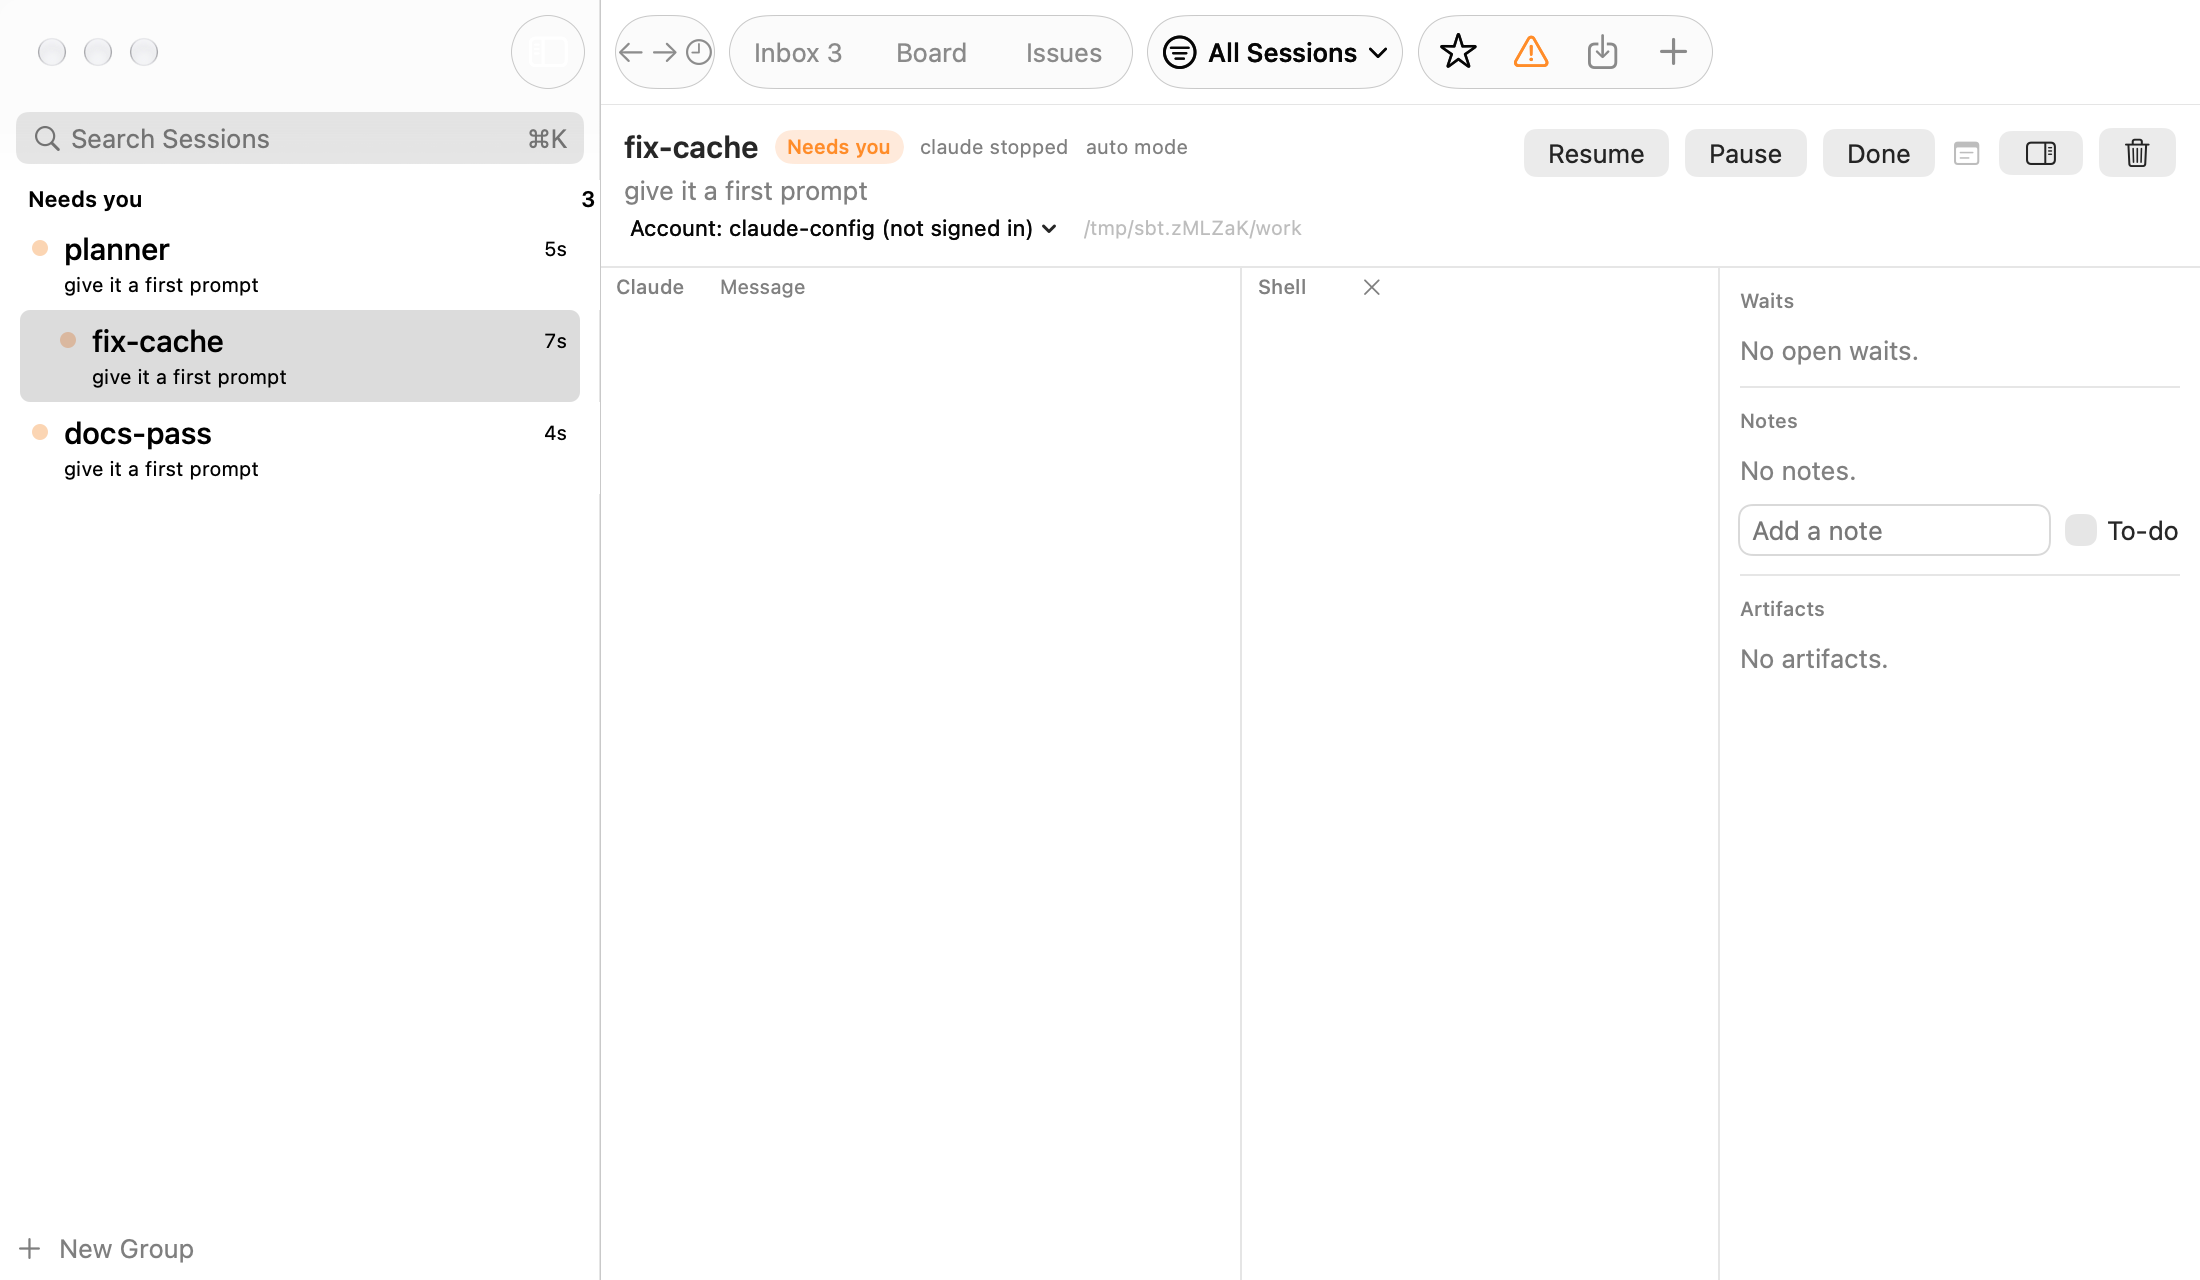 Inbox 3 Board Issues All Sessions
Search Sessions ⌘K
Needs you 3
planner 5s
give it a first prompt
fix-cache 7s
give it a first prompt
docs-pass 4s
give it a first prompt
New Group
fix-cache Needs you claude stopped auto mode Resume Pause Done
give it a first prompt
Account: claude-config (not signed in) /tmp/sbt.zMLZaK/work
Claude Message
Shell
Waits
No open waits.
Notes
No notes.
Add a note To-do
Artifacts
No artifacts.